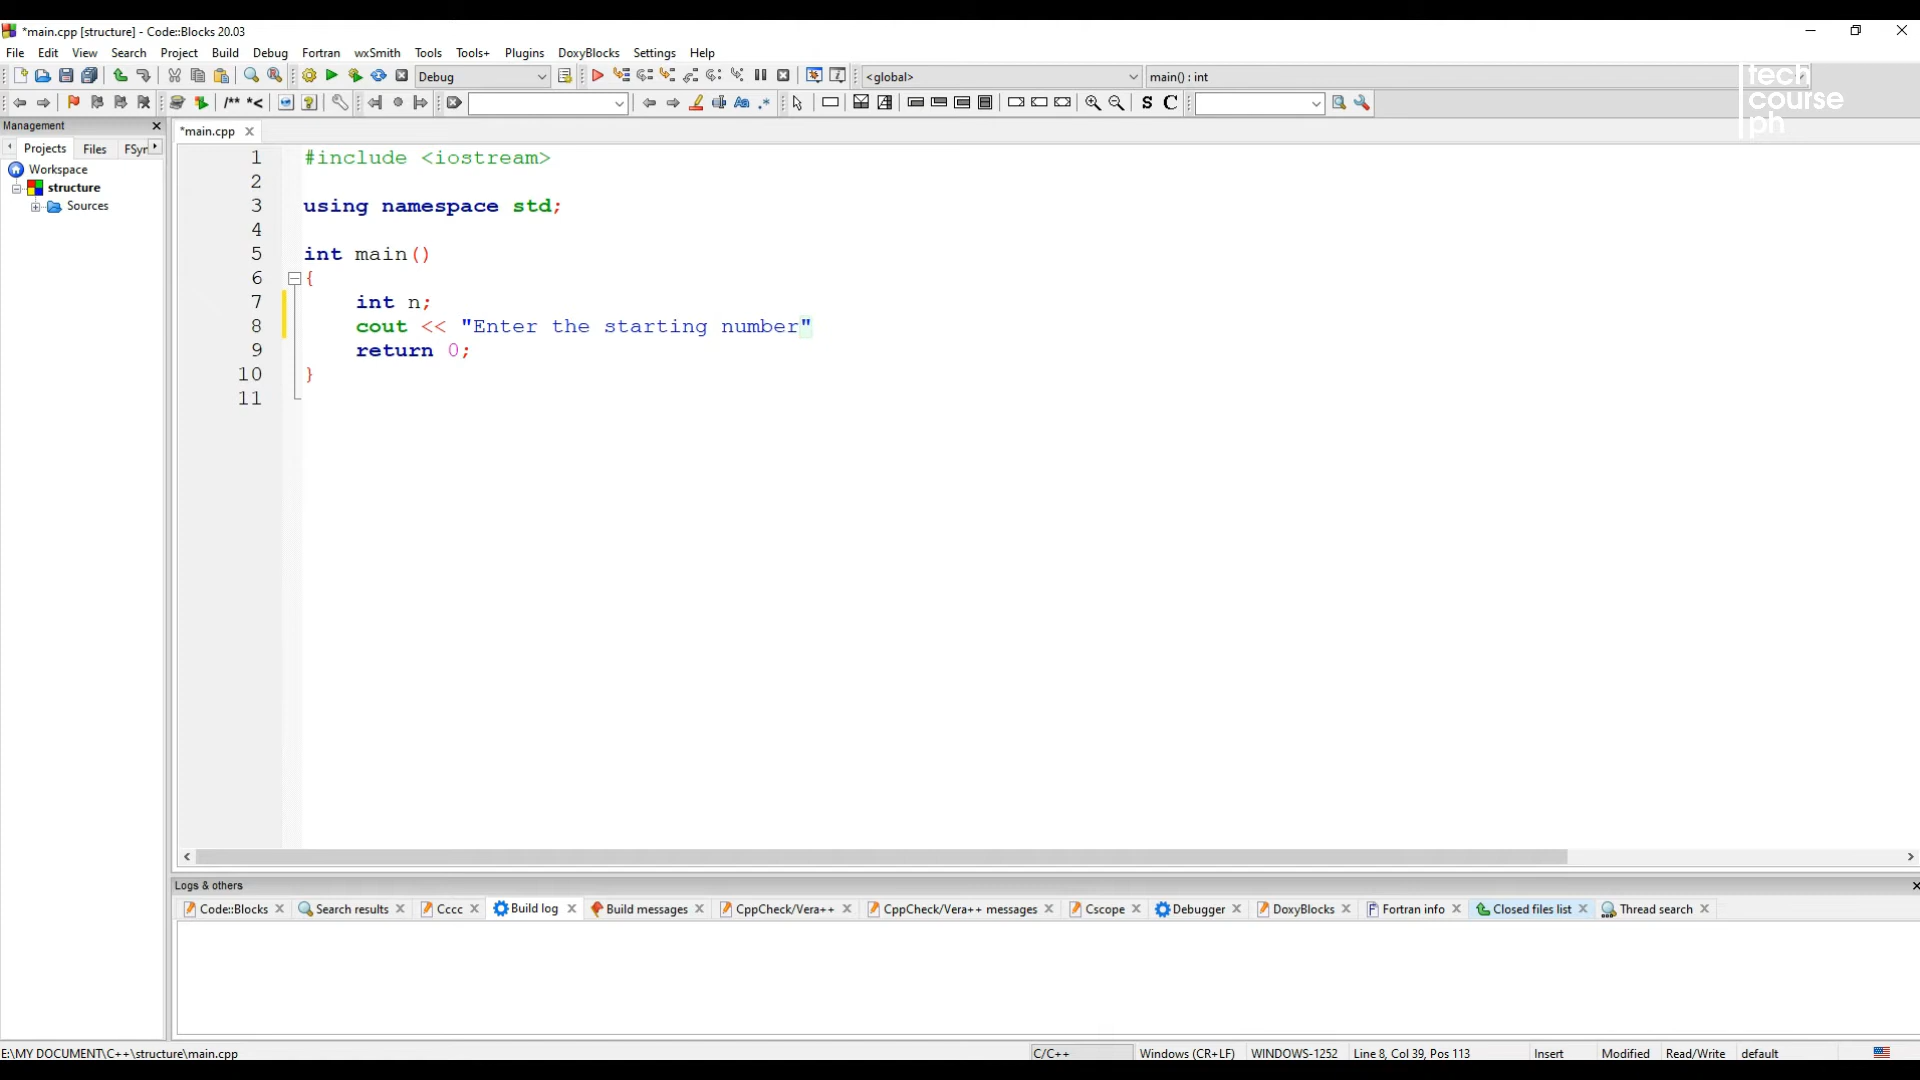 *main.cpp [structure] - Code::Blocks 20.03
File Edit View Search Project Build Debug Fortran wxSmith Tools Tools+ Plugins DoxyBlocks Settings Help
Debug <global> main() : int
tech
course
ph
/** *< Aa .* S C
Management
*main.cpp
Projects Files FSyr
Workspace
structure
Sources
1 #include <iostream>
2
3 using namespace std;
4
5 int main()
6 {
7 int n;
8 cout << "Enter the starting number"
9 return 0;
10 }
11
Logs & others
Code::Blocks Search results Cccc Build log Build messages CppCheck/Vera++ CppCheck/Vera++ messages Cscope Debugger DoxyBlocks Fortran info Closed files list Thread search
E:\MY DOCUMENT\C++\structure\main.cpp C/C++ Windows (CR+LF) WINDOWS-1252 Line 8, Col 39, Pos 113 Insert Modified Read/Write default